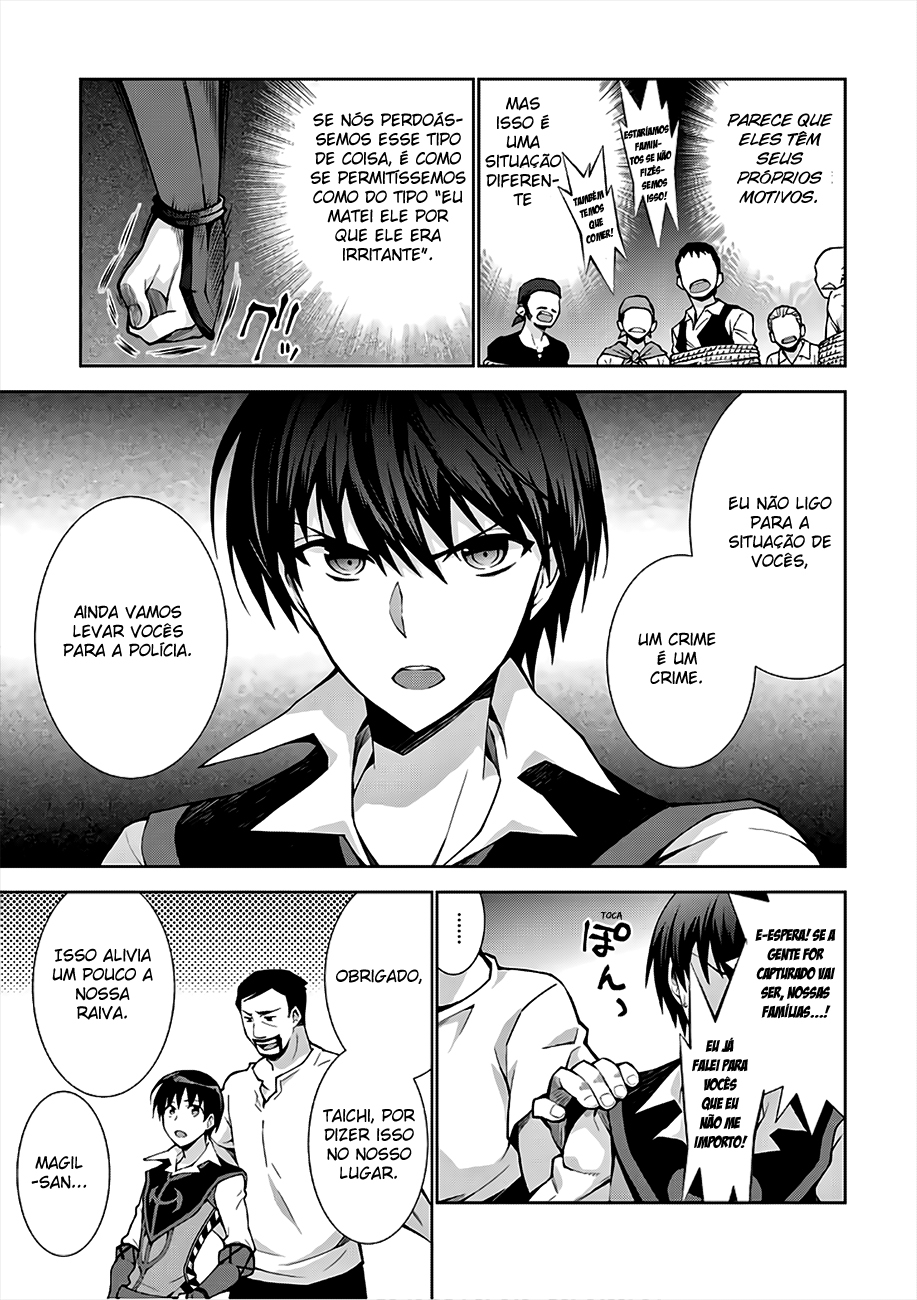 PARECE QUE
ELES TÊM
SEUS
PRÓPRIOS
MOTIVOS.
ESTARÍAMOS
FAMIN-
TOS SE NÃO
FIZÉS-
SEMOS
ISSO!
TAMBÉM
TEMOS
QUE
COMER!
MAS
ISSO É
UMA
SITUAÇÃO
DIFEREN-
TE
SE NÓS PERDOÁS-
SEMOS ESSE TIPO
DE COISA, É COMO
SE PERMITÍSSEMOS
COMO DO TIPO "EU
MATEI ELE POR
QUE ELE ERA
IRRITANTE".
グッ
EU NÃO LIGO
PARA A
SITUAÇÃO DE
VOCÊS,
UM CRIME
É UM
CRIME.
AINDA VAMOS
LEVAR VOCÊS
PARA A POLÍCIA.
E-ESPERA! SE A
GENTE FOR
CAPTURADO VAI
SER, NOSSAS
FAMÍLIAS...!
EU JÁ
FALEI PARA
VOCÊS
QUE EU
NÃO ME
IMPORTO!
TOCA
ぽん
........
OBRIGADO,
TAICHI, POR
DIZER ISSO
NO NOSSO
LUGAR.
ISSO ALIVIA
UM POUCO A
NOSSA
RAIVA.
MAGIL
-SAN...